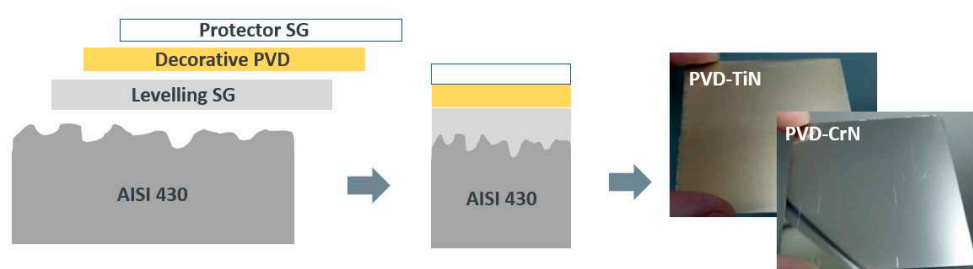 Protector SG
Decorative PVD
Levelling SG
AISI 430
AISI 430
PVD-TiN
PVD-CrN